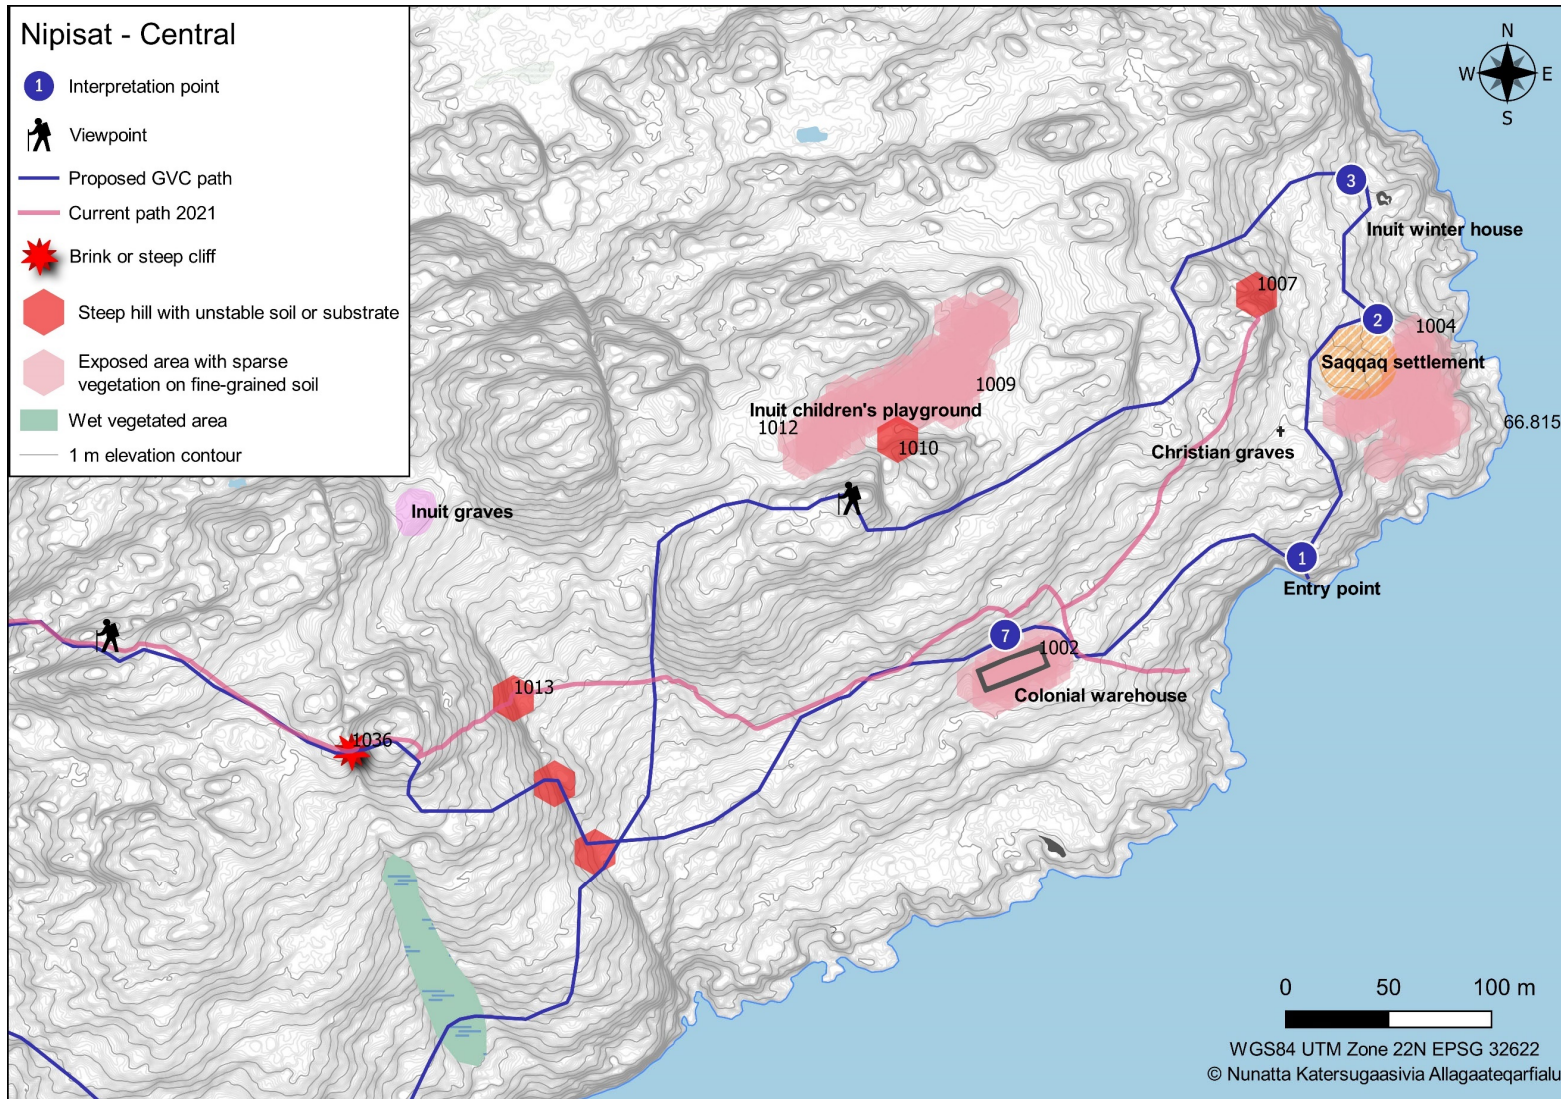 Nipisat - Central
1
Interpretation point
Viewpoint
Proposed GVC path
Current path 2021
Brink or steep cliff
Steep hill with unstable soil or substrate
Exposed area with sparse
vegetation on fine-grained soil
Wet vegetated area
1 m elevation contour
N
W
E
S
3
Inuit winter house
1007
2
1004
Saqqaq settlement
1009
Inuit children's playground
1012
1010
66.815
Christian graves
Inuit graves
1
Entry point
7
1002
Colonial warehouse
1013
1036
0 50 100 m
WGS84 UTM Zone 22N EPSG 32622
© Nunatta Katersugaasivia Allagaateqarfialu